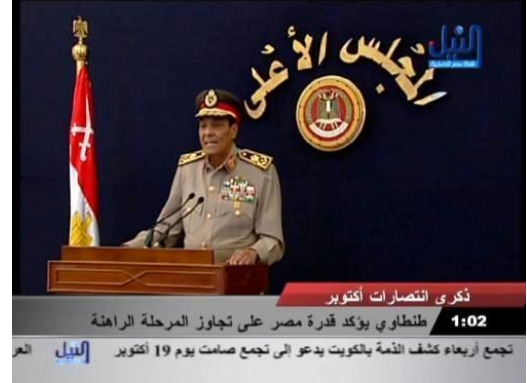 المجلس الأعلى
النيل
ذكرى انتصارات أكتوبر
1:02 طنطاوي يؤكد قدرة مصر على تجاوز المرحلة الراهنة
تجمع أربعاء كشف الذمة بالكويت يدعو إلى تجمع صامت يوم 19 أكتوبر النيل العر